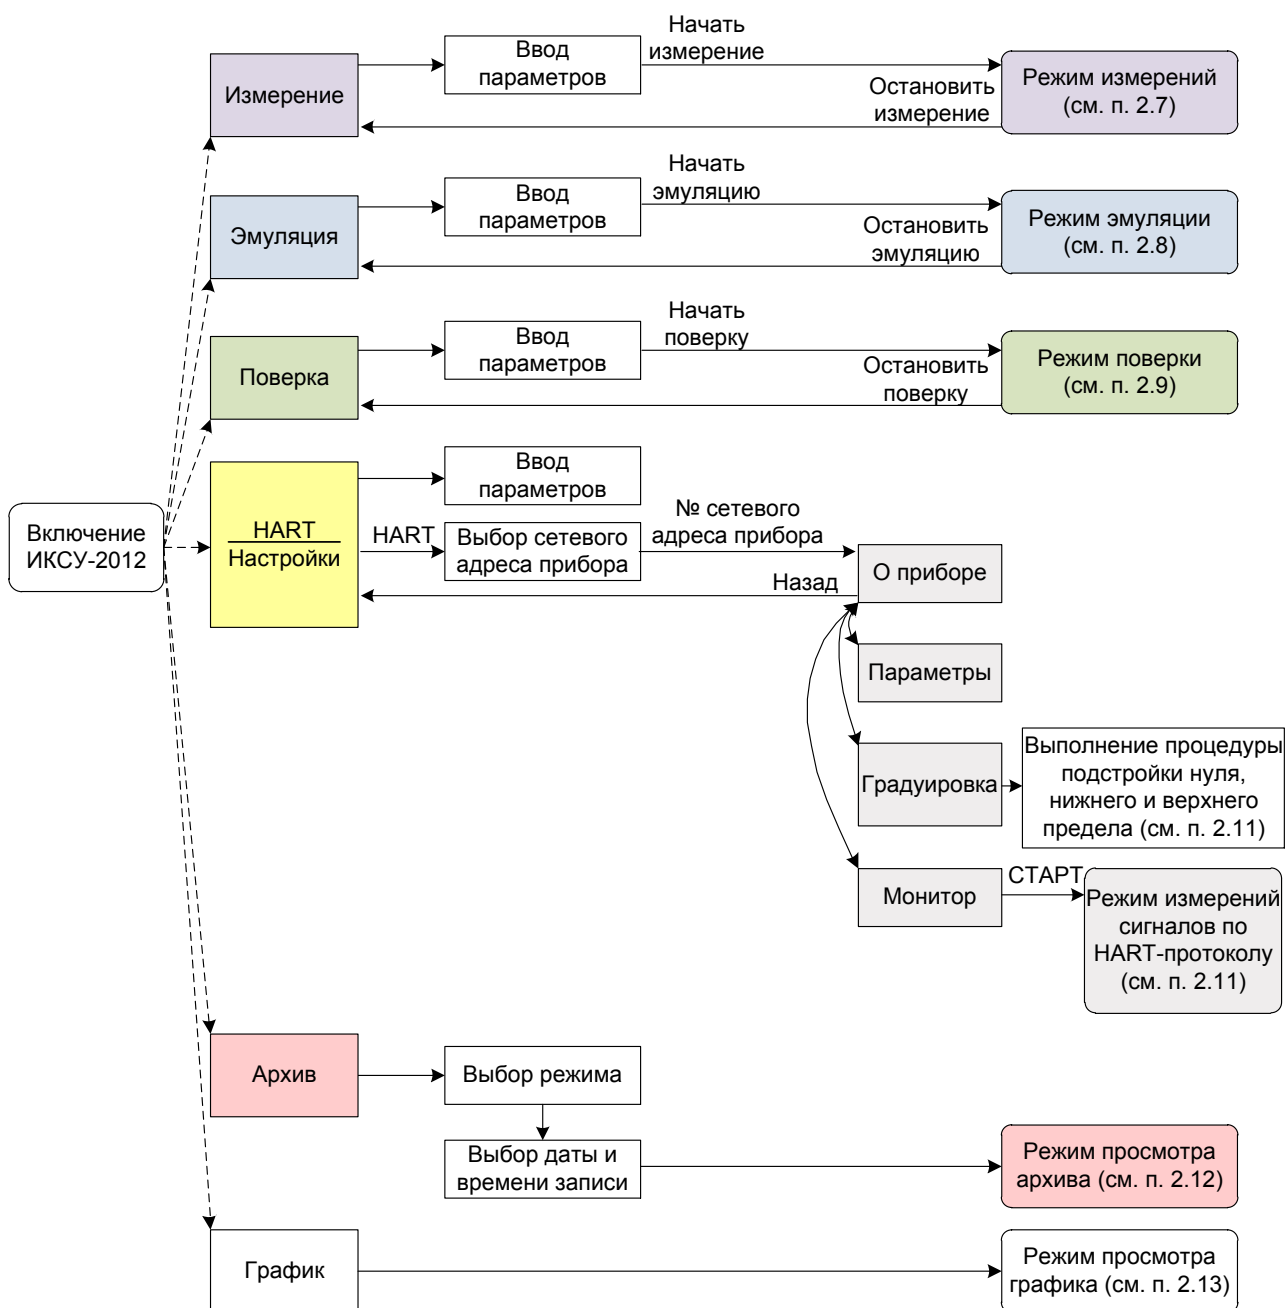 Начать
измерение
Ввод
параметров
Измерение
Режим измерений
(см. п. 2.7)
Остановить
измерение
Начать
эмуляцию
Ввод
параметров
Эмуляция
Режим эмуляции
(см. п. 2.8)
Остановить
эмуляцию
Начать
поверку
Ввод
параметров
Поверка
Режим поверки
(см. п. 2.9)
Остановить
поверку
Ввод
параметров
Включение
ИКСУ-2012
HART
Настройки
HART
Выбор сетевого
адреса прибора
№ сетевого
адреса прибора
Назад
О приборе
Параметры
Градуировка
Выполнение процедуры
подстройки нуля,
нижнего и верхнего
предела (см. п. 2.11)
Монитор
СТАРТ
Режим измерений
сигналов по
HART-протоколу
(см. п. 2.11)
Архив
Выбор режима
Выбор даты и
времени записи
Режим просмотра
архива (см. п. 2.12)
График
Режим просмотра
графика (см. п. 2.13)